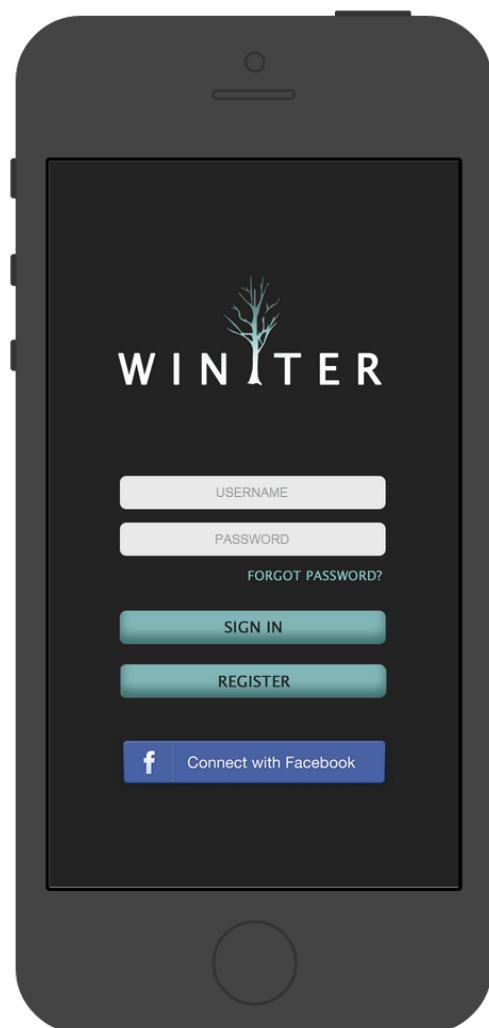 WINTER
USERNAME
PASSWORD
FORGOT PASSWORD?
SIGN IN
REGISTER
f
Connect with Facebook